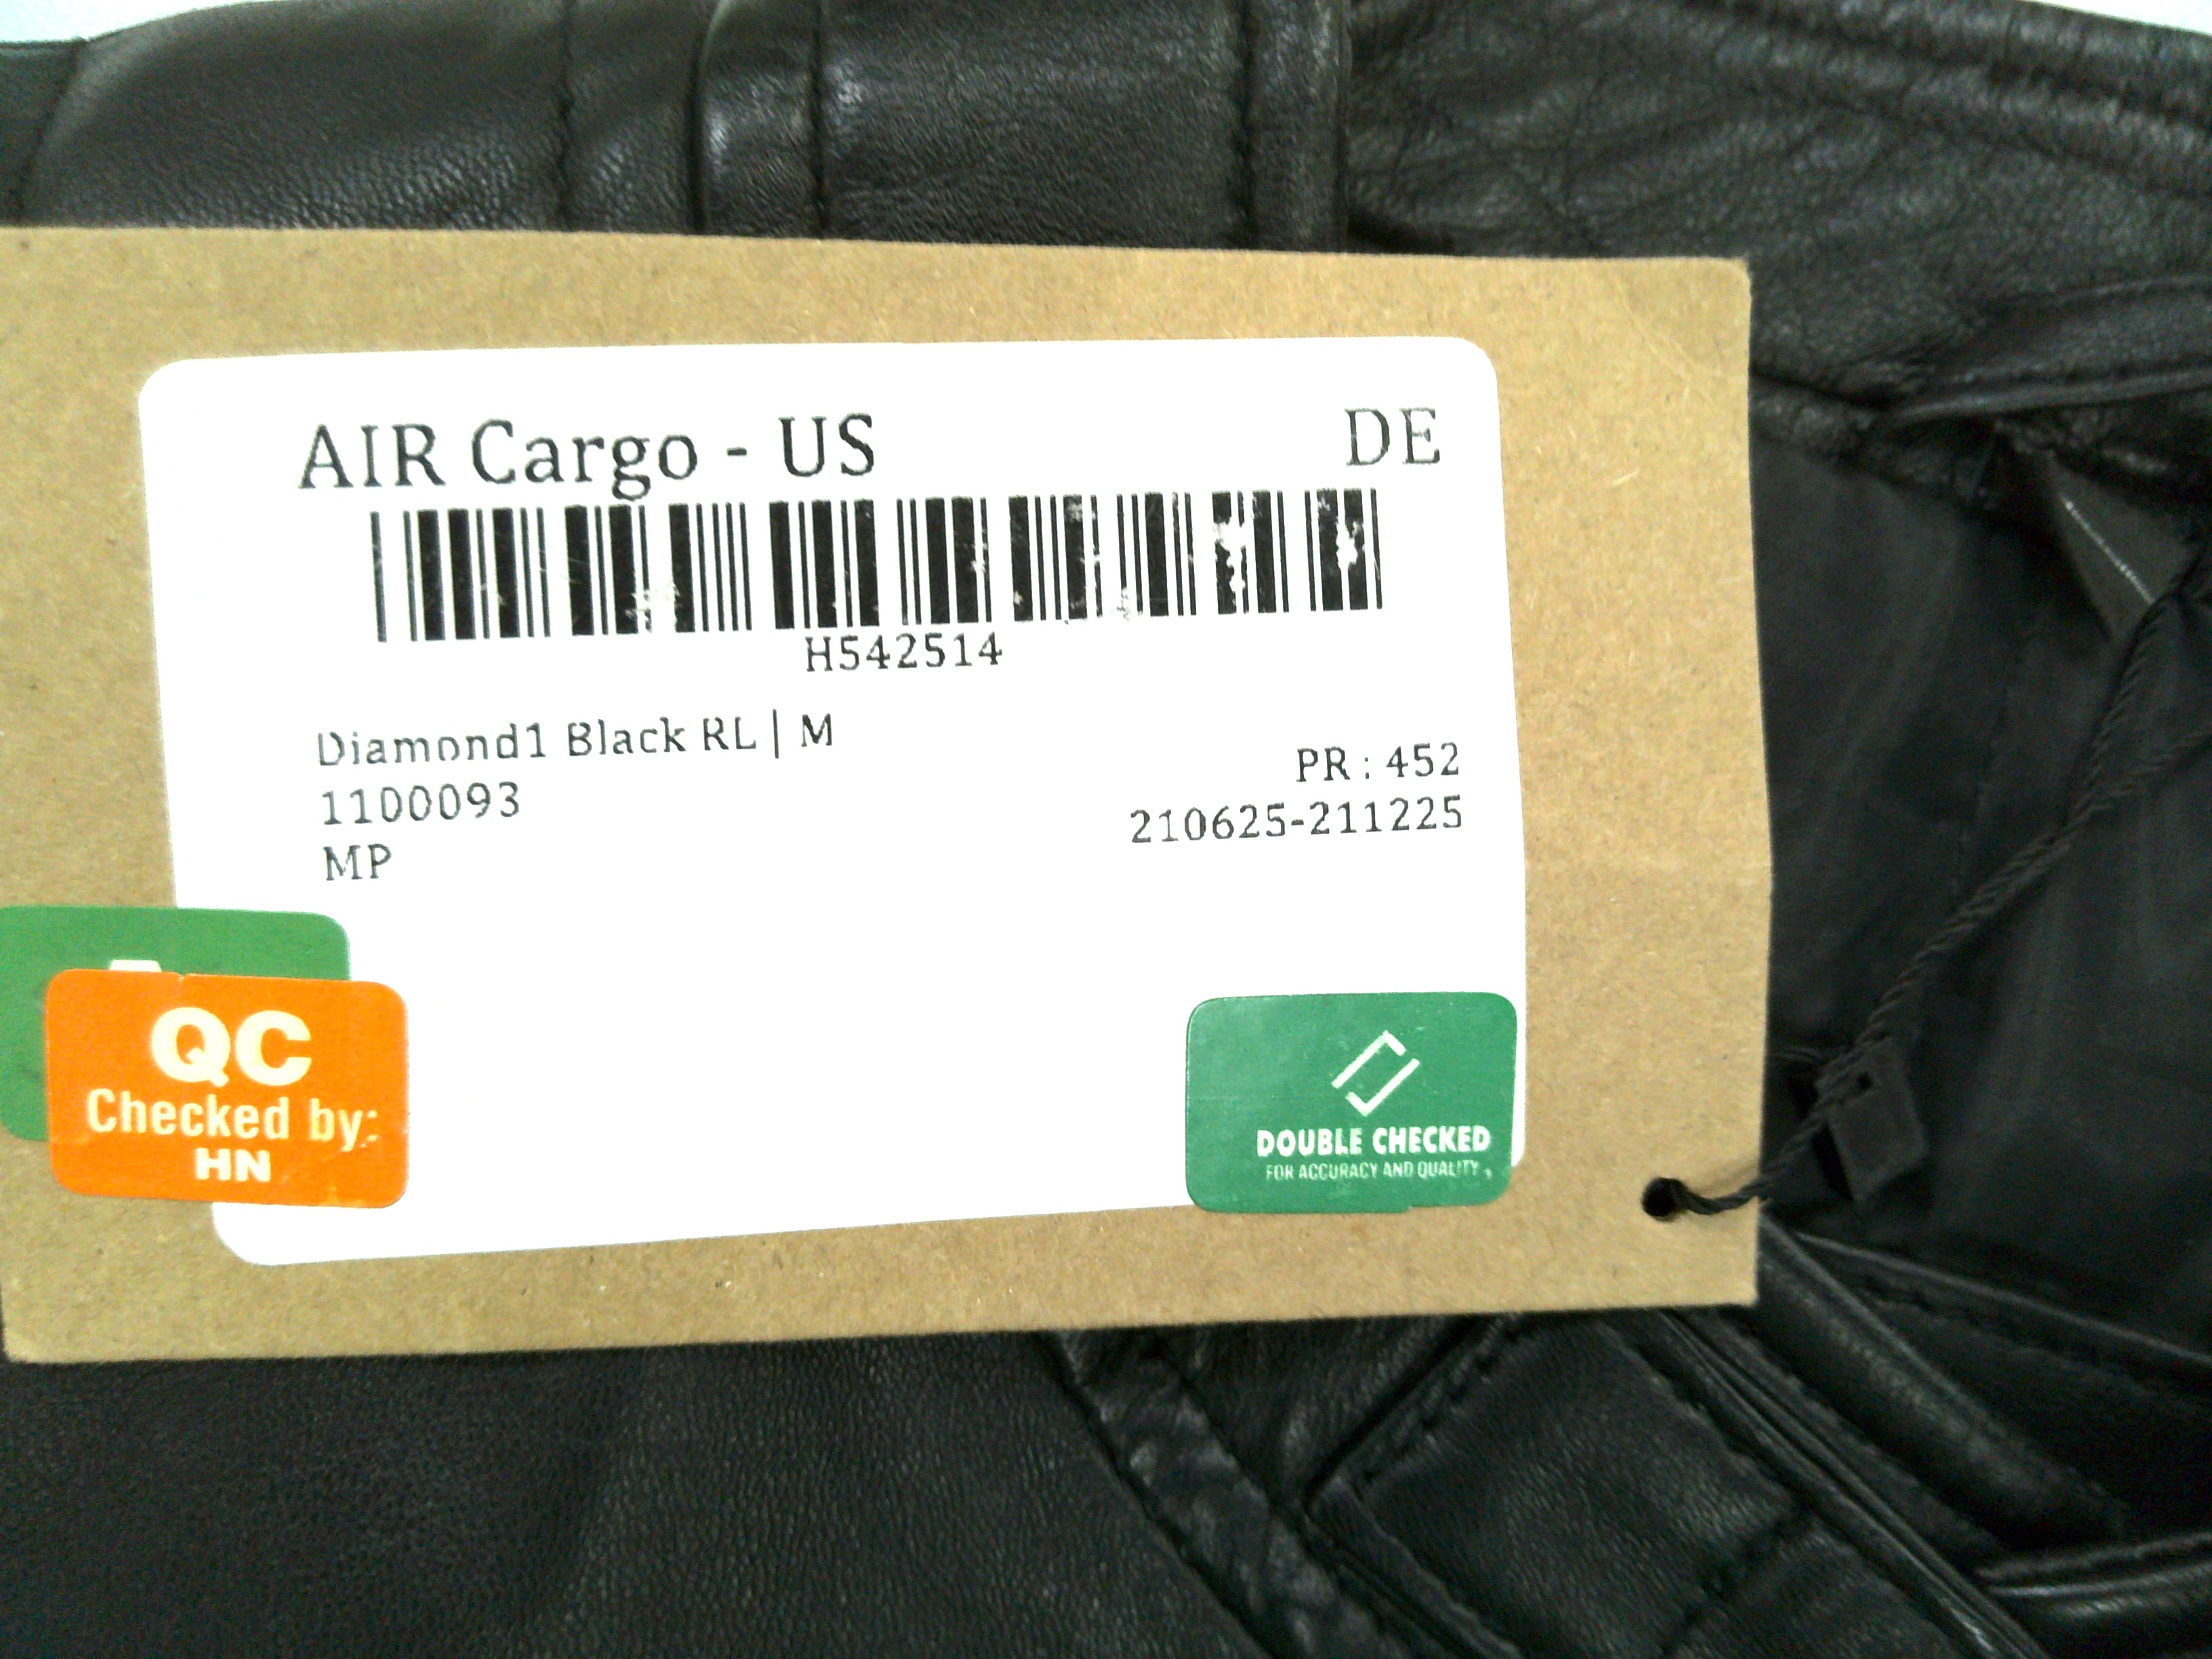 AIR Cargo - US DE
H542514
Diamond1 Black RL | M
1100093
PR : 452
MP
210625-211225
QC
Checked by:
HN
DOUBLE CHECKED
FOR ACCURACY AND QUALITY